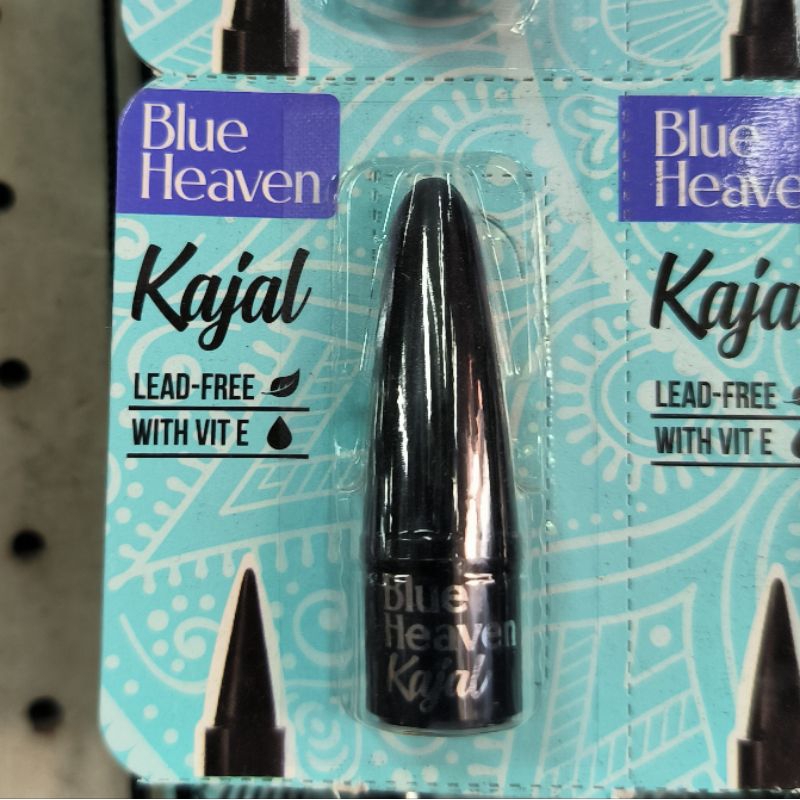 Blue
Heaven
Kajal
LEAD-FREE
WITH VIT E
Blue
Heaven
Kajal
Blue
Heave
Kaja
LEAD-FREE
WITH VIT E